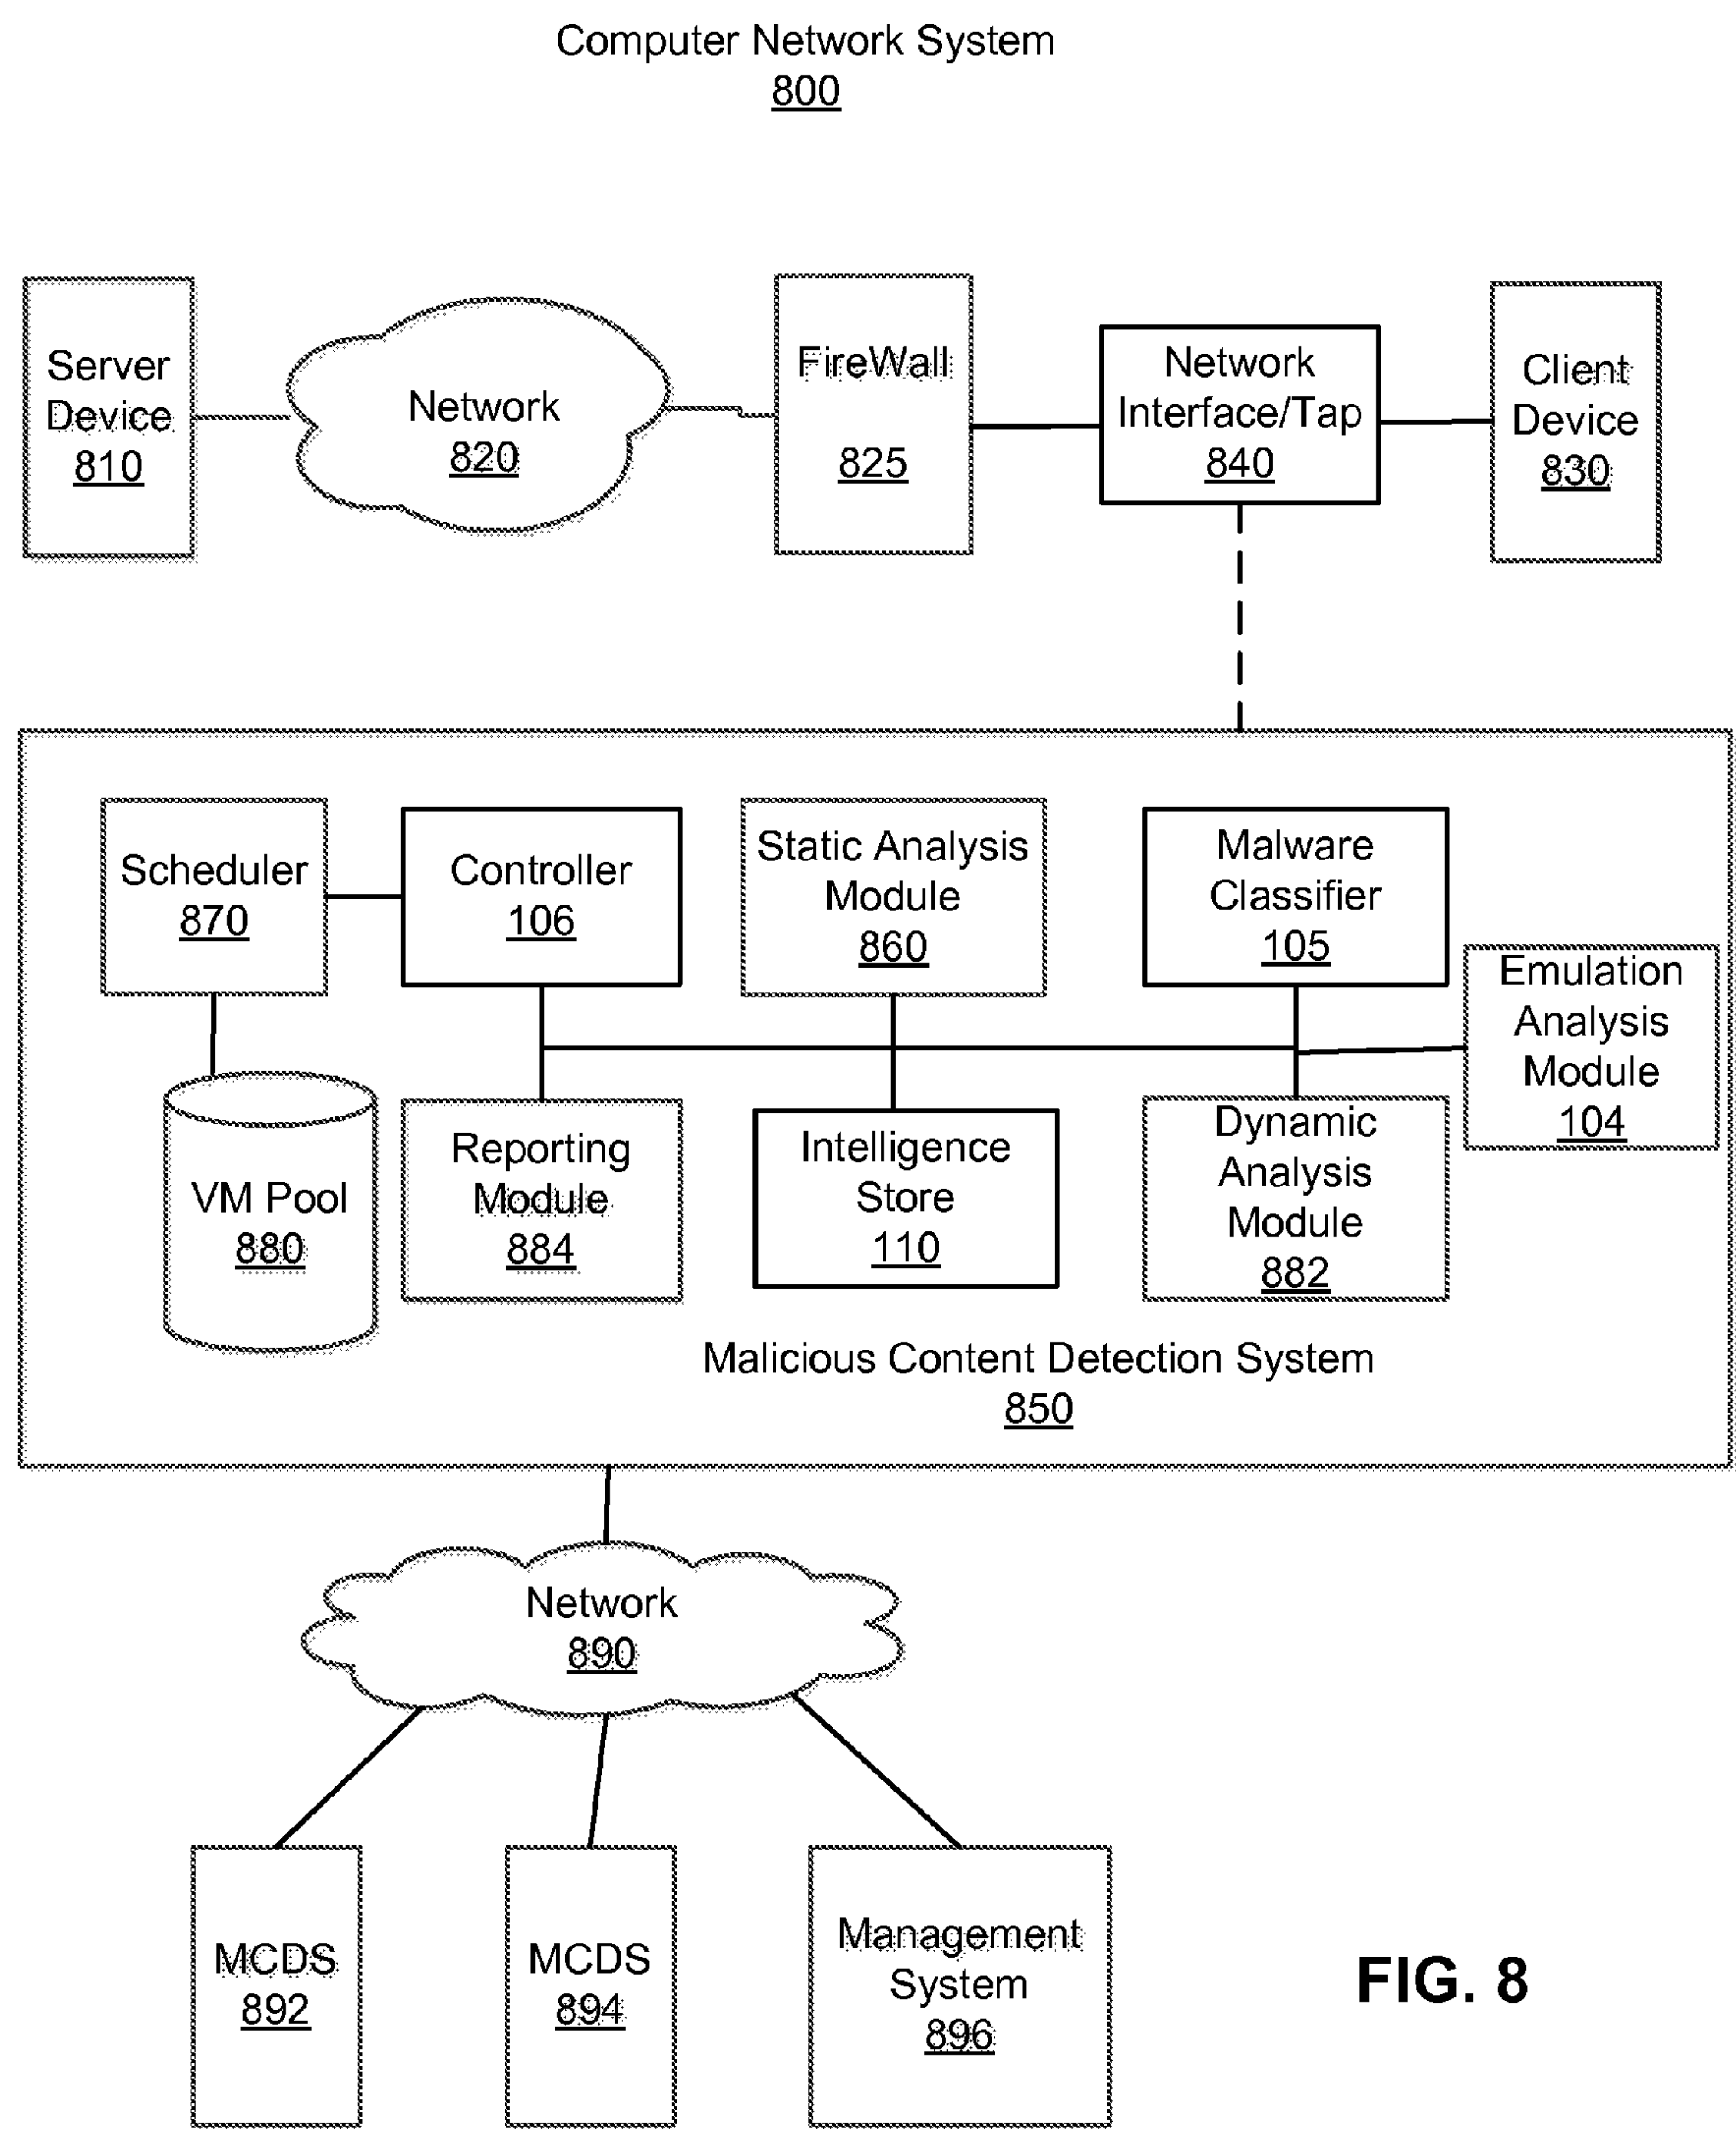 Computer Network System
800
Server
Device
810
Network
820
FireWall
825
Network
Interface/Tap
840
Client
Device
830
Scheduler
870
Controller
106
Static Analysis
Module
860
Malware
Classifier
105
Emulation
Analysis
Module
104
VM Pool
880
Reporting
Module
884
Intelligence
Store
110
Dynamic
Analysis
Module
882
Malicious Content Detection System
850
Network
890
MCDS
892
MCDS
894
Management
System
896
FIG. 8